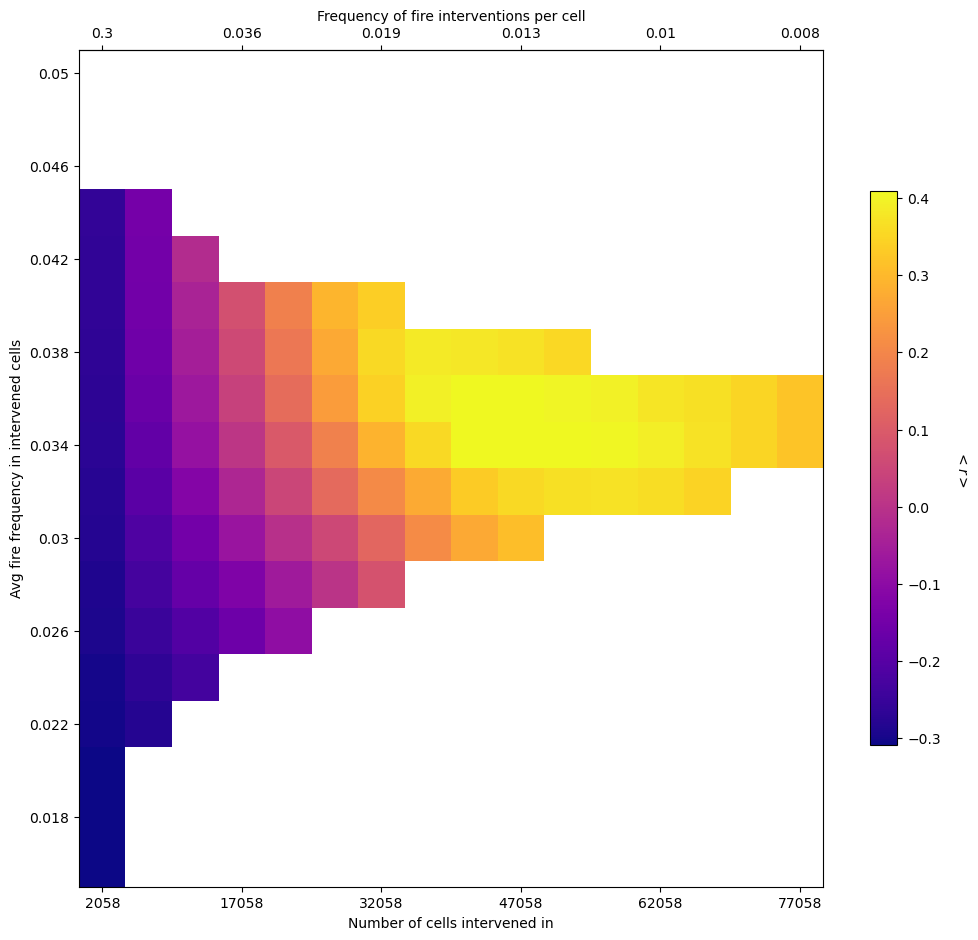 Frequency of fire interventions per cell
0.3 0.036 0.019 0.013 0.01 0.008
Avg fire frequency in intervened cells
0.05
0.046
0.042
0.038
0.034
0.03
0.026
0.022
0.018
2058 17058 32058 47058 62058 77058
Number of cells intervened in
0.4
0.3
0.2
0.1
0.0
−0.1
−0.2
−0.3
< r >